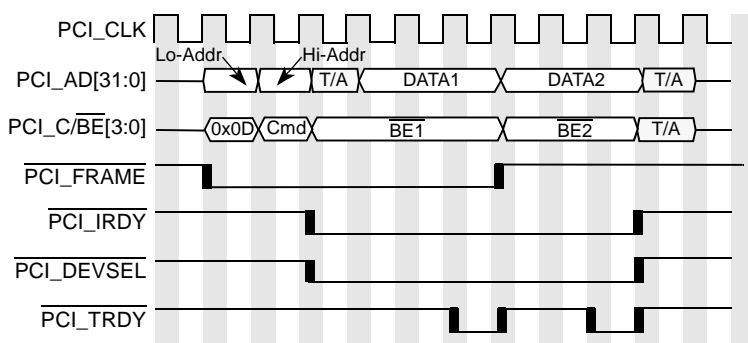 PCI_CLK
Lo-Addr Hi-Addr
PCI_AD[31:0] T/A DATA1 DATA2 T/A
PCI_C/BE[3:0] 0x0D Cmd BE1 BE2 T/A
PCI_FRAME
PCI_IRDY
PCI_DEVSEL
PCI_TRDY